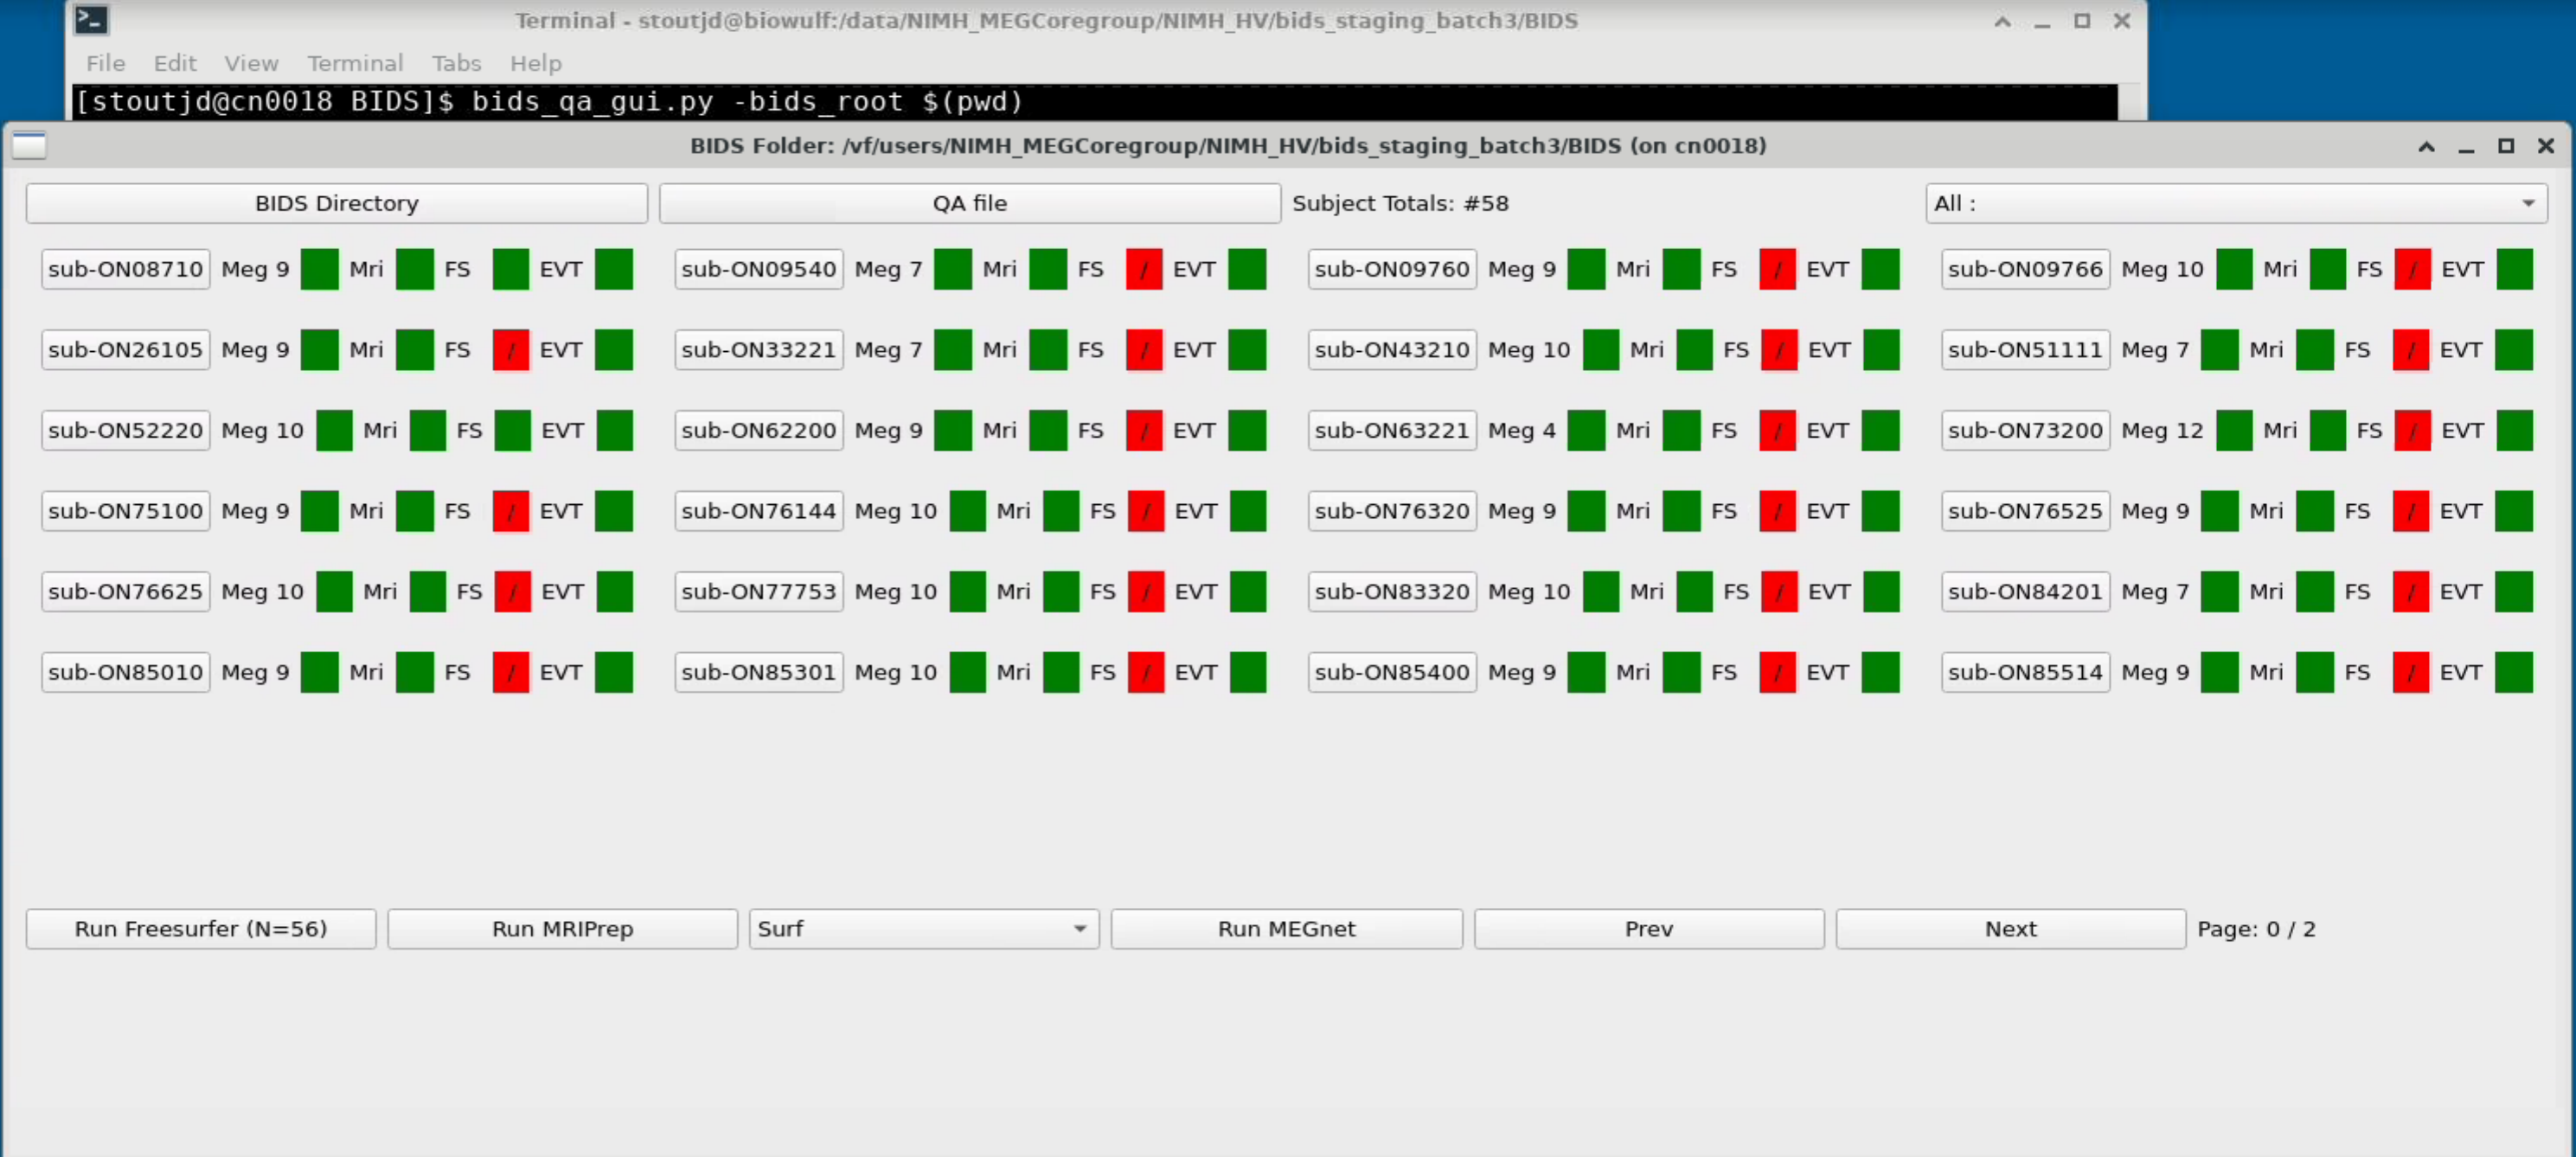 Terminal - stoutjd@biowulf:/data/NIMH_MEGCoregroup/NIMH_HV/bids_staging_batch3/BIDS
File Edit View Terminal Tabs Help
[stoutjd@cn0018 BIDS]$ bids_qa_gui.py -bids_root $(pwd)
BIDS Folder: /vf/users/NIMH_MEGCoregroup/NIMH_HV/bids_staging_batch3/BIDS (on cn0018)
BIDS Directory QA file Subject Totals: #58 All :
sub-ON08710 Meg 9 Mri FS EVT sub-ON09540 Meg 7 Mri FS / EVT sub-ON09760 Meg 9 Mri FS / EVT sub-ON09766 Meg 10 Mri FS / EVT
sub-ON26105 Meg 9 Mri FS / EVT sub-ON33221 Meg 7 Mri FS / EVT sub-ON43210 Meg 10 Mri FS / EVT sub-ON51111 Meg 7 Mri FS / EVT
sub-ON52220 Meg 10 Mri FS EVT sub-ON62200 Meg 9 Mri FS / EVT sub-ON63221 Meg 4 Mri FS / EVT sub-ON73200 Meg 12 Mri FS / EVT
sub-ON75100 Meg 9 Mri FS / EVT sub-ON76144 Meg 10 Mri FS / EVT sub-ON76320 Meg 9 Mri FS / EVT sub-ON76525 Meg 9 Mri FS / EVT
sub-ON76625 Meg 10 Mri FS / EVT sub-ON77753 Meg 10 Mri FS / EVT sub-ON83320 Meg 10 Mri FS / EVT sub-ON84201 Meg 7 Mri FS / EVT
sub-ON85010 Meg 9 Mri FS / EVT sub-ON85301 Meg 10 Mri FS / EVT sub-ON85400 Meg 9 Mri FS / EVT sub-ON85514 Meg 9 Mri FS / EVT
Run Freesurfer (N=56) Run MRIPrep Surf Run MEGnet Prev Next Page: 0 / 2